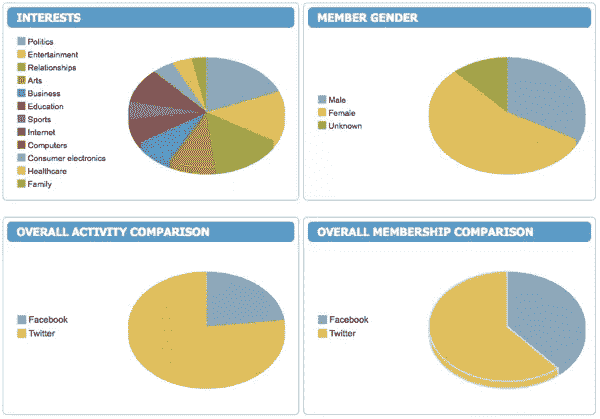 INTERESTS
Politics
Entertainment
Relationships
Arts
Business
Education
Sports
Internet
Computers
Consumer electronics
Healthcare
Family
MEMBER GENDER
Male
Female
Unknown
OVERALL ACTIVITY COMPARISON
Facebook
Twitter
OVERALL MEMBERSHIP COMPARISON
Facebook
Twitter